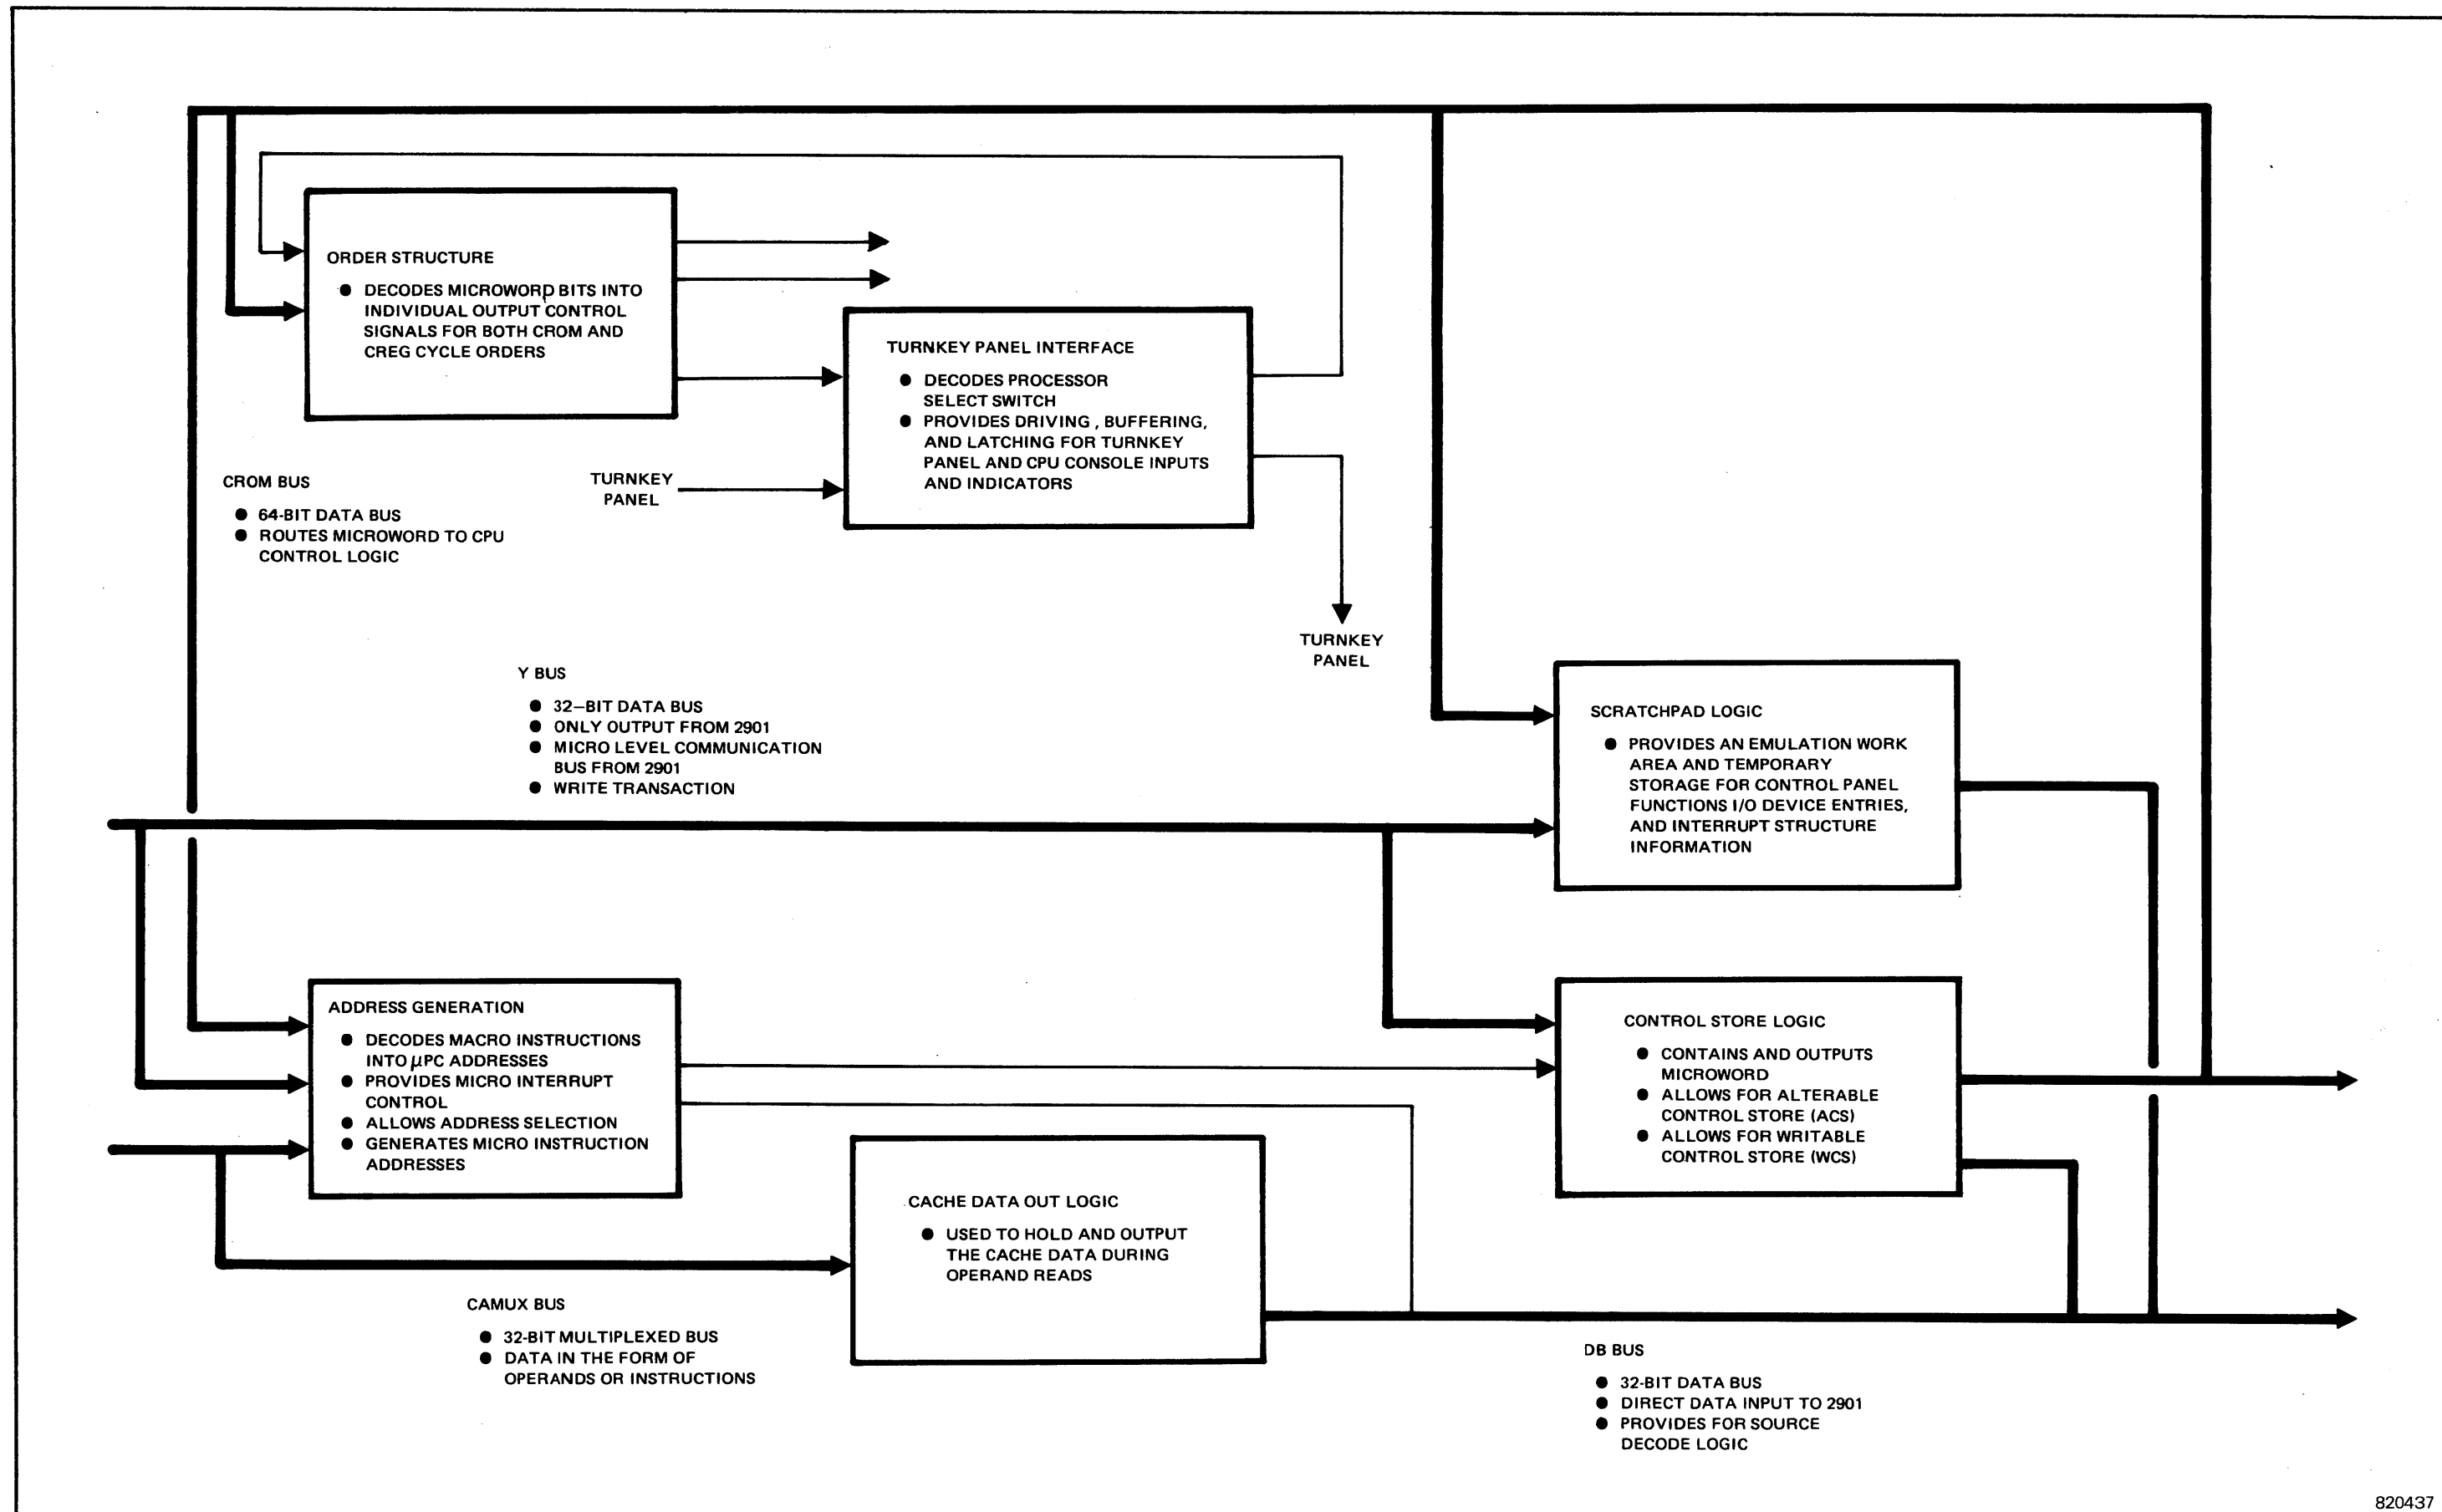 ORDER STRUCTURE
● DECODES MICROWORD BITS INTO
INDIVIDUAL OUTPUT CONTROL
SIGNALS FOR BOTH CROM AND
CREG CYCLE ORDERS
TURNKEY PANEL INTERFACE
● DECODES PROCESSOR
SELECT SWITCH
● PROVIDES DRIVING , BUFFERING,
AND LATCHING FOR TURNKEY
PANEL AND CPU CONSOLE INPUTS
AND INDICATORS
CROM BUS
● 64-BIT DATA BUS
● ROUTES MICROWORD TO CPU
CONTROL LOGIC
TURNKEY
PANEL
TURNKEY
PANEL
Y BUS
● 32–BIT DATA BUS
● ONLY OUTPUT FROM 2901
● MICRO LEVEL COMMUNICATION
BUS FROM 2901
● WRITE TRANSACTION
SCRATCHPAD LOGIC
● PROVIDES AN EMULATION WORK
AREA AND TEMPORARY
STORAGE FOR CONTROL PANEL
FUNCTIONS I/O DEVICE ENTRIES,
AND INTERRUPT STRUCTURE
INFORMATION
ADDRESS GENERATION
● DECODES MACRO INSTRUCTIONS
INTO μPC ADDRESSES
● PROVIDES MICRO INTERRUPT
CONTROL
● ALLOWS ADDRESS SELECTION
● GENERATES MICRO INSTRUCTION
ADDRESSES
CONTROL STORE LOGIC
● CONTAINS AND OUTPUTS
MICROWORD
● ALLOWS FOR ALTERABLE
CONTROL STORE (ACS)
● ALLOWS FOR WRITABLE
CONTROL STORE (WCS)
CACHE DATA OUT LOGIC
● USED TO HOLD AND OUTPUT
THE CACHE DATA DURING
OPERAND READS
CAMUX BUS
● 32-BIT MULTIPLEXED BUS
● DATA IN THE FORM OF
OPERANDS OR INSTRUCTIONS
DB BUS
● 32-BIT DATA BUS
● DIRECT DATA INPUT TO 2901
● PROVIDES FOR SOURCE
DECODE LOGIC
820437